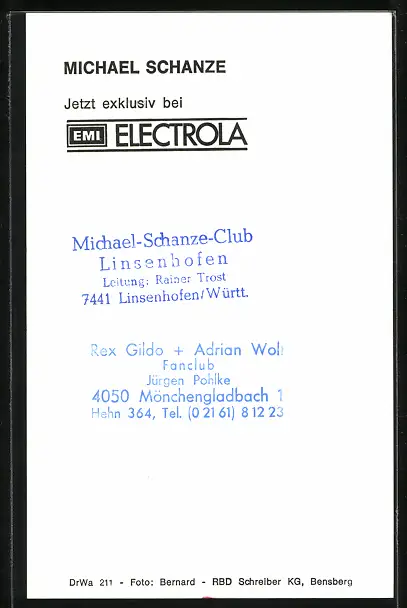 MICHAEL SCHANZE
Jetzt exklusiv bei
EMI ELECTROLA
Michael-Schanze-Club
Linsenhofen
Leitung: Rainer Trost
7441 Linsenhofen/Württ.
Rex Gildo + Adrian Wolf
Fanclub
Jürgen Pohlke
4050 Mönchengladbach 1
Hehn 364, Tel. (0 21 61) 8 12 23
DrWa 211 - Foto: Bernard - RBD Schreiber KG, Bensberg